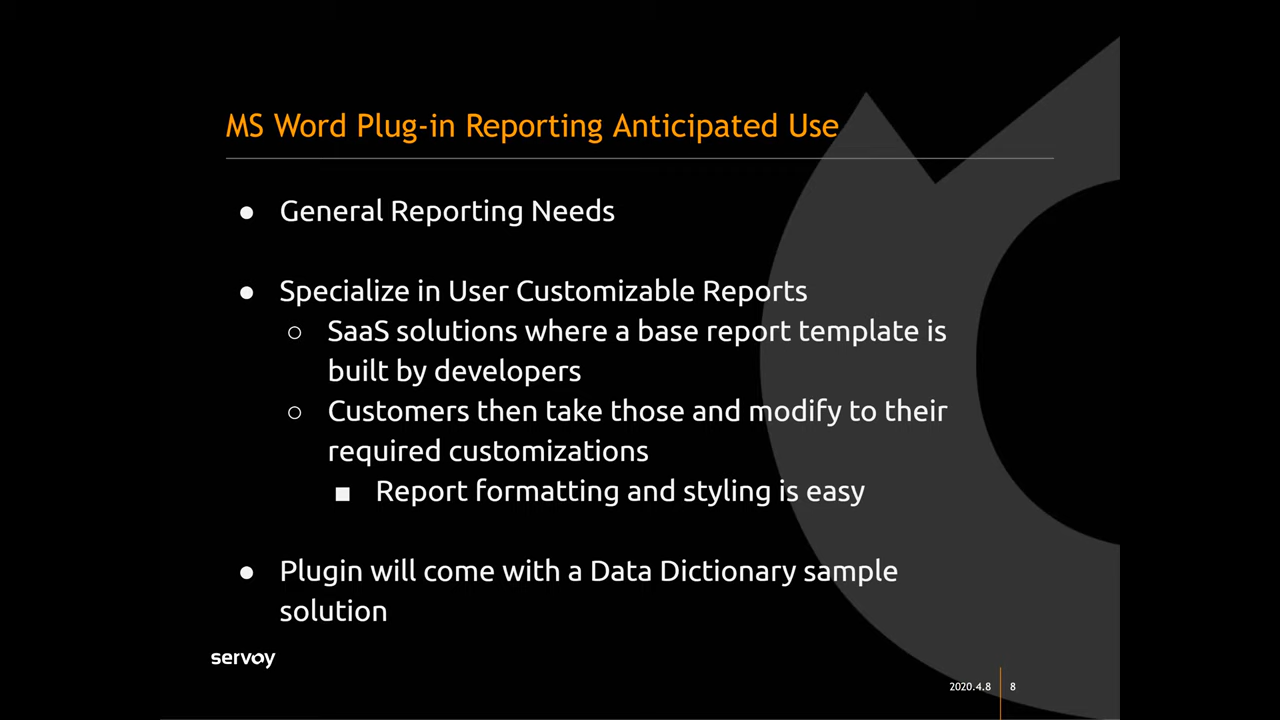 MS Word Plug-in Reporting Anticipated Use
● General Reporting Needs
● Specialize in User Customizable Reports
○ SaaS solutions where a base report template is
built by developers
○ Customers then take those and modify to their
required customizations
■ Report formatting and styling is easy
● Plugin will come with a Data Dictionary sample
solution
servoy
2020.4.8 8